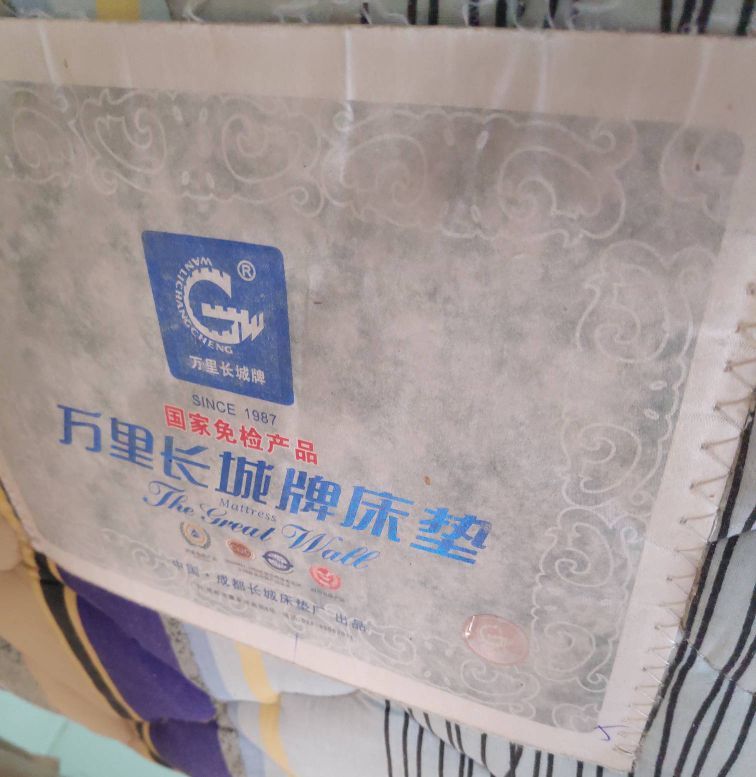 WANLICHANGCHENG
GW ®
万里长城牌
SINCE 1987
国家免检产品
万里长城牌床垫
Mattress
The Great Wall
中国·成都长城床垫厂 出品